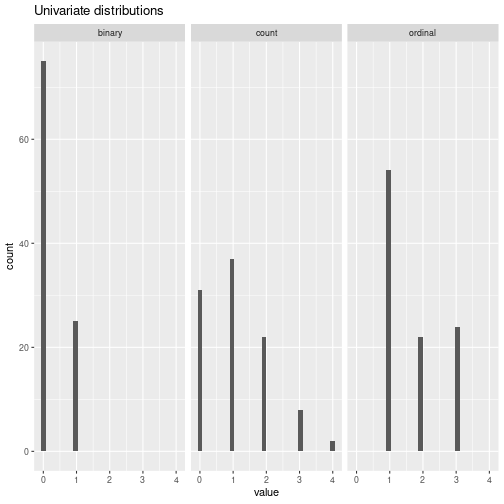 Univariate distributions
binary count ordinal
60
40
20
0
0 1 2 3 4 0 1 2 3 4 0 1 2 3 4
count
value